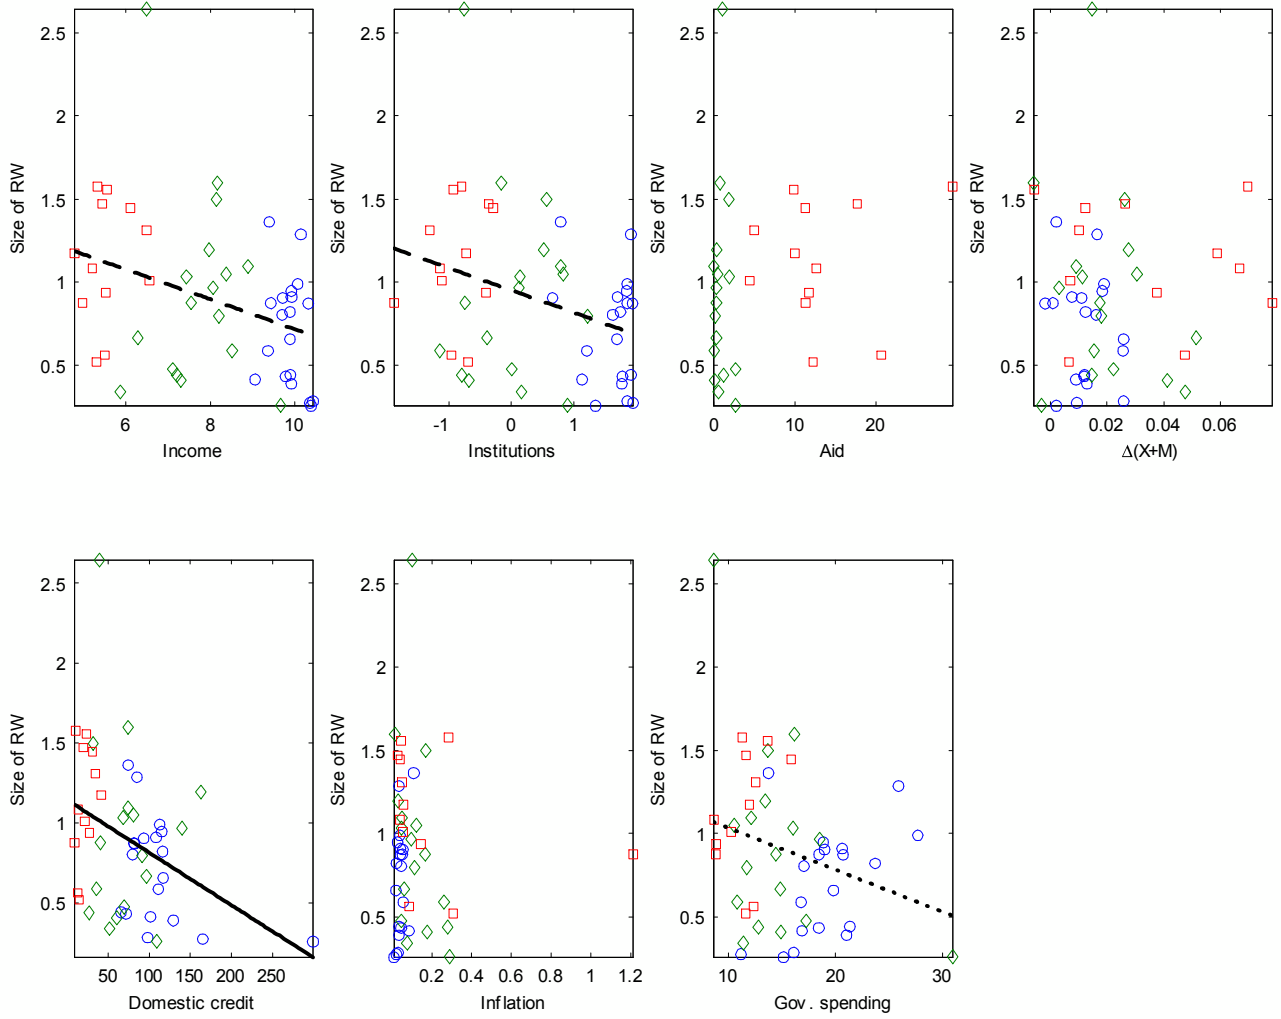 Size of RW
2.5
2
1.5
1
0.5
6 8 10
Income
Size of RW
2.5
2
1.5
1
0.5
-1 0 1
Institutions
Size of RW
2.5
2
1.5
1
0.5
0 10 20
Aid
Size of RW
2.5
2
1.5
1
0.5
0 0.02 0.04 0.06
Δ(X+M)
Size of RW
2.5
2
1.5
1
0.5
50 100 150 200 250
Domestic credit
Size of RW
2.5
2
1.5
1
0.5
0.2 0.4 0.6 0.8 1 1.2
Inflation
Size of RW
2.5
2
1.5
1
0.5
10 20 30
Gov. spending